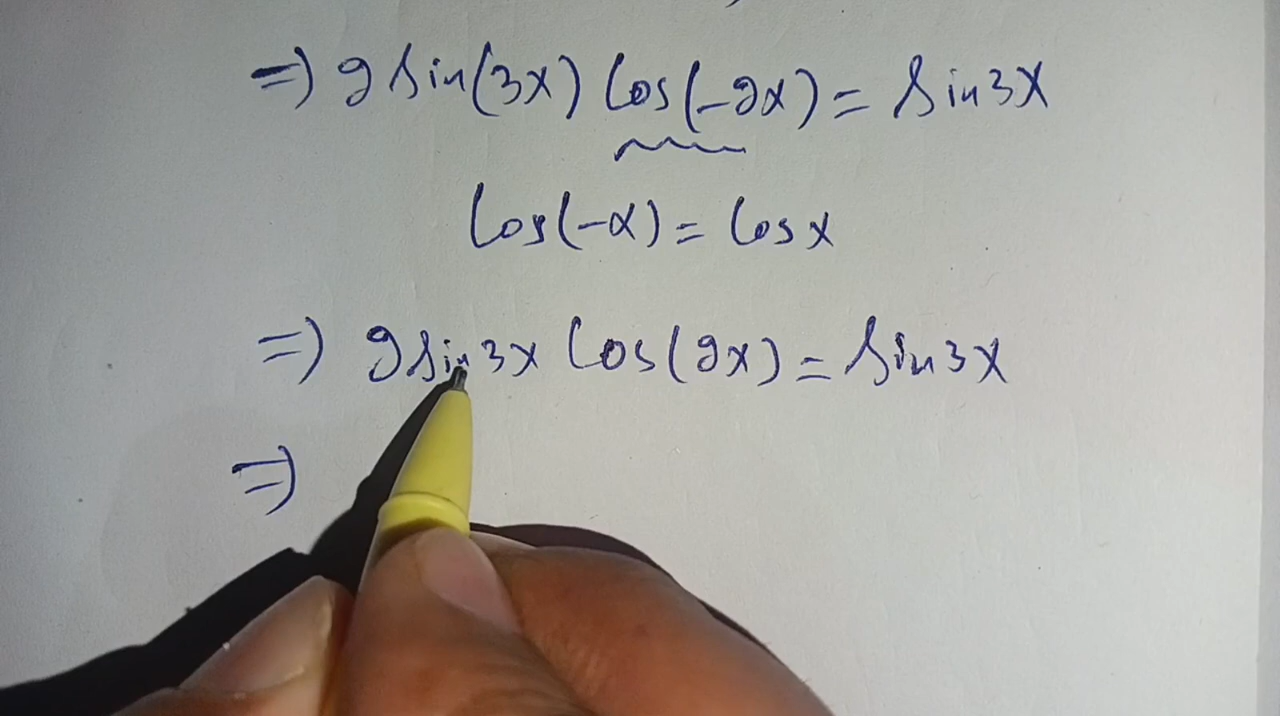 => 2 sin(3x) Cos(-2x) = Sin 3x
Cos(-x) = Cos x
=> 2 sin 3x Cos(2x) = Sin 3x
=>